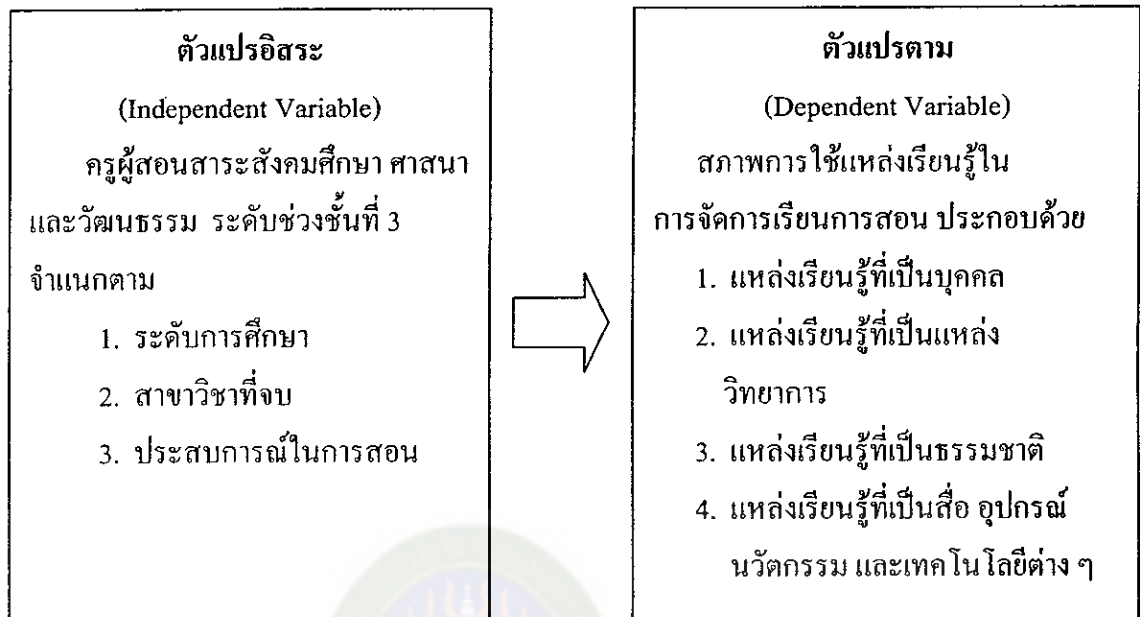 ตัวแปรอิสระ
(Independent Variable)
ครูผู้สอนสาระสังคมศึกษา ศาสนา
และวัฒนธรรม ระดับช่วงชั้นที่ 3
จำแนกตาม
1. ระดับการศึกษา
2. สาขาวิชาที่จบ
3. ประสบการณ์ในการสอน
ตัวแปรตาม
(Dependent Variable)
สภาพการใช้แหล่งเรียนรู้ใน
การจัดการเรียนการสอน ประกอบด้วย
1. แหล่งเรียนรู้ที่เป็นบุคคล
2. แหล่งเรียนรู้ที่เป็นแหล่ง
วิทยาการ
3. แหล่งเรียนรู้ที่เป็นธรรมชาติ
4. แหล่งเรียนรู้ที่เป็นสื่อ อุปกรณ์
นวัตกรรม และเทคโนโลยีต่าง ๆ